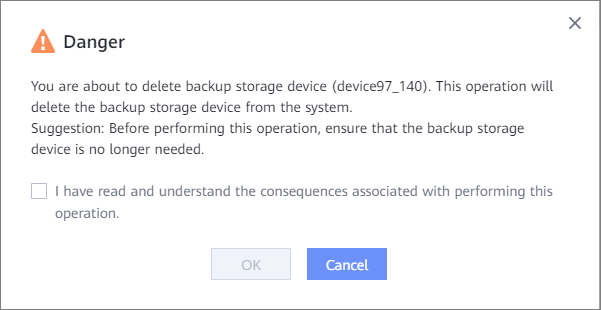 Danger
You are about to delete backup storage device (device97_140). This operation will
delete the backup storage device from the system.
Suggestion: Before performing this operation, ensure that the backup storage
device is no longer needed.
I have read and understand the consequences associated with performing this
operation.
OK
Cancel